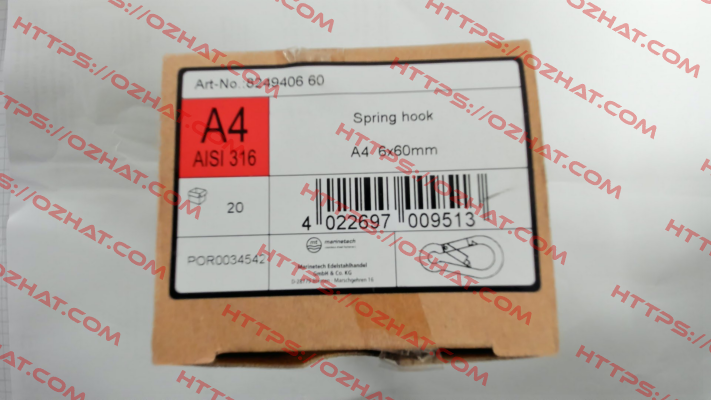 Art-No.:8249406 60
A4
AISI 316
Spring hook
A4 6x60mm
20
4 022697 009513
POR0034542
marinetech
Marinetech Edelstahlhandel
GmbH & Co. KG
HTTPS://OZHAT.COM